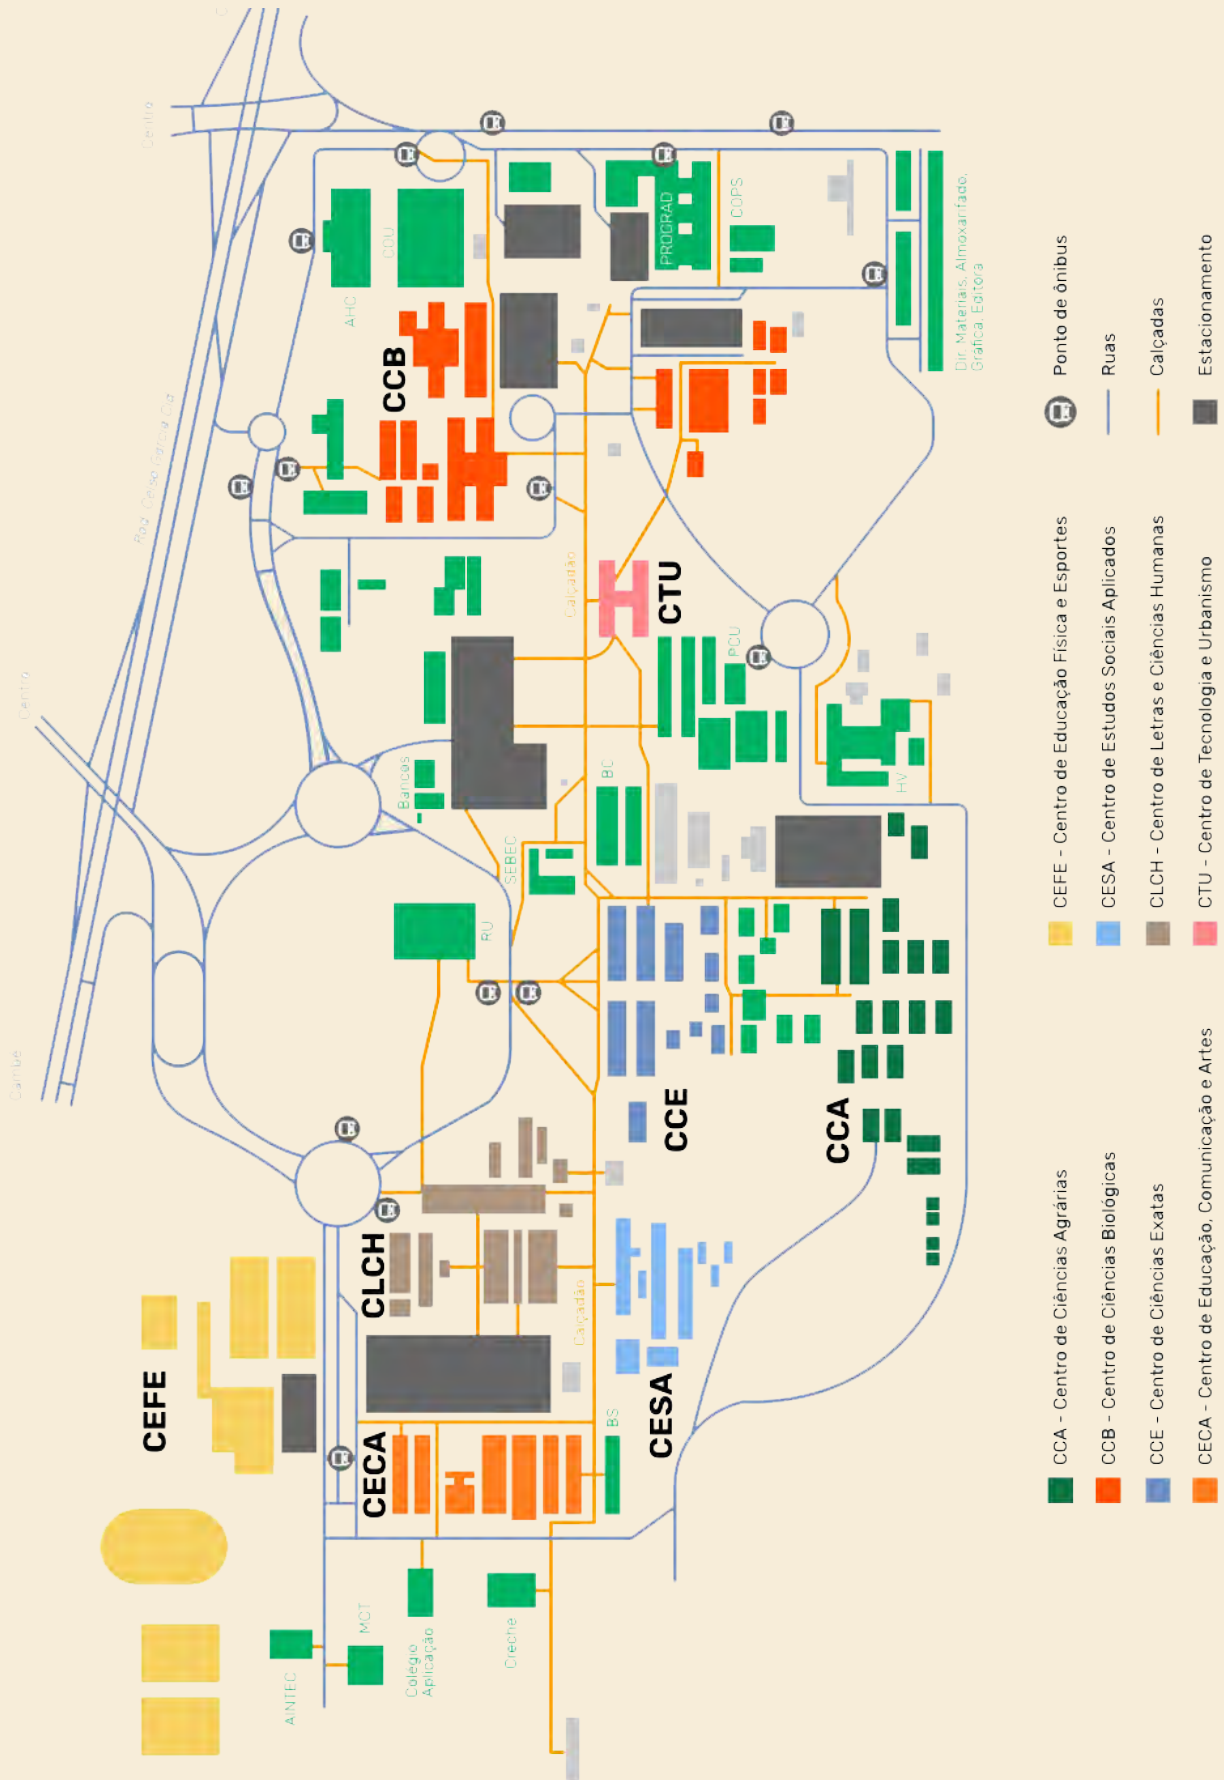 Cambé
Centro
Centro
Rod. Celso Garcia Cid
CEFE
AINTEC
MCT
Colégio
Aplicação
Creche
CECA
CLCH
Calçadão
BS
CESA
RU
SEBEC
Bancos
BC
CCE
CCA
HV
PCU
CTU
Calçadão
CCB
AHC
COU
PROGRAD
COPS
Dir. Materiais, Almoxarifado,
Gráfica, Editora
CCA - Centro de Ciências Agrárias
CCB - Centro de Ciências Biológicas
CCE - Centro de Ciências Exatas
CECA - Centro de Educação, Comunicação e Artes
CEFE - Centro de Educação Física e Esportes
CESA - Centro de Estudos Sociais Aplicados
CLCH - Centro de Letras e Ciências Humanas
CTU - Centro de Tecnologia e Urbanismo
Ponto de ônibus
Ruas
Calçadas
Estacionamento